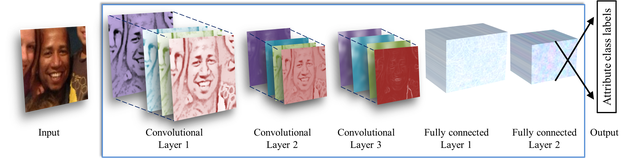 Attribute class labels
Input
Convolutional
Layer 1
Convolutional
Layer 2
Convolutional
Layer 3
Fully connected
Layer 1
Fully connected
Layer 2
Output